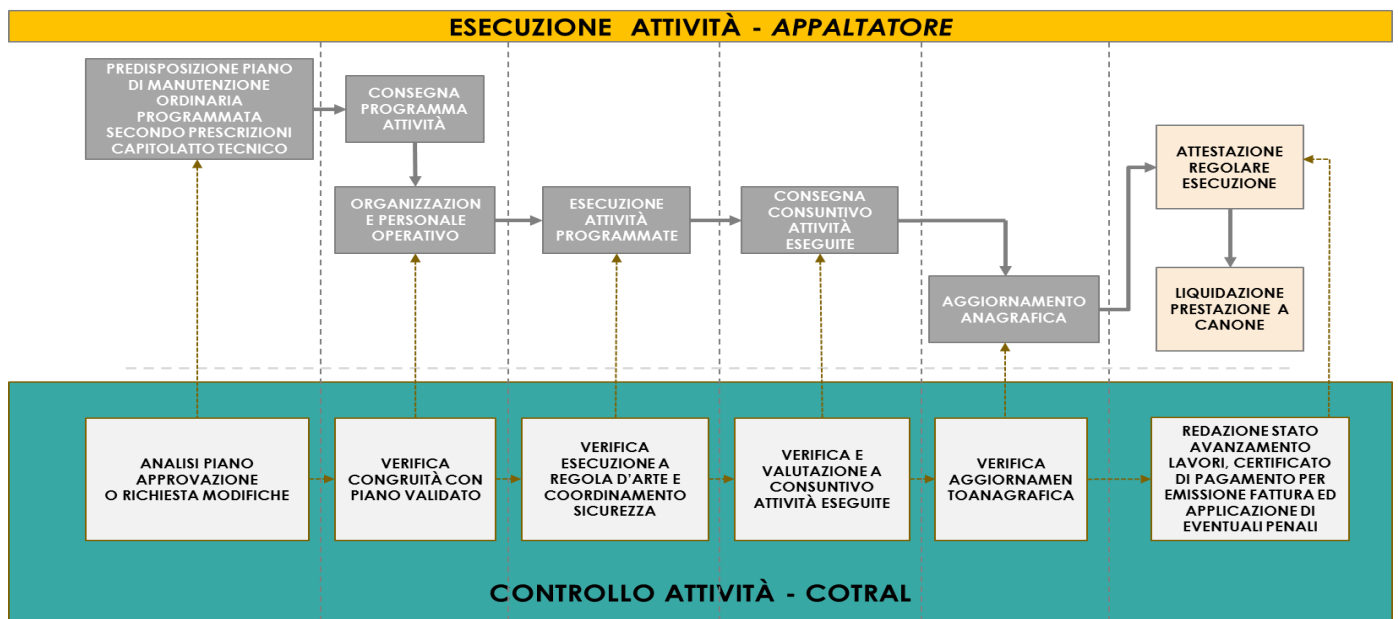 ESECUZIONE ATTIVITÀ - APPALTATORE
PREDISPOSIZIONE PIANO
DI MANUTENZIONE
ORDINARIA
PROGRAMMATA
SECONDO PRESCRIZIONI
CAPITOLATTO TECNICO
CONSEGNA
PROGRAMMA
ATTIVITÀ
ORGANIZZAZION
E PERSONALE
OPERATIVO
ESECUZIONE
ATTIVITÀ
PROGRAMMATE
CONSEGNA
CONSUNTIVO
ATTIVITÀ
ESEGUITE
AGGIORNAMENTO
ANAGRAFICA
ATTESTAZIONE
REGOLARE
ESECUZIONE
LIQUIDAZIONE
PRESTAZIONE A
CANONE
ANALISI PIANO
APPROVAZIONE
O RICHIESTA MODIFICHE
VERIFICA
CONGRUITÀ CON
PIANO VALIDATO
VERIFICA
ESECUZIONE A
REGOLA D'ARTE E
COORDINAMENTO
SICUREZZA
VERIFICA E
VALUTAZIONE A
CONSUNTIVO
ATTIVITÀ ESEGUITE
VERIFICA
AGGIORNAMEN
TOANAGRAFICA
REDAZIONE STATO
AVANZAMENTO
LAVORI, CERTIFICATO
DI PAGAMENTO PER
EMISSIONE FATTURA ED
APPLICAZIONE DI
EVENTUALI PENALI
CONTROLLO ATTIVITÀ - COTRAL